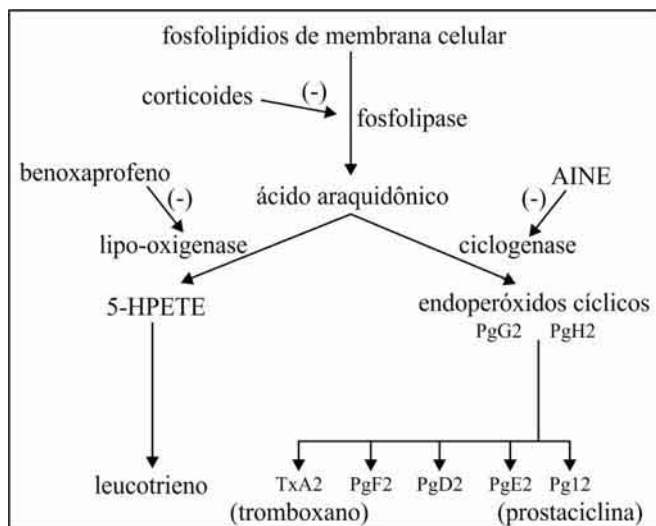 fosfolipídios de membrana celular
corticoides
(-)
fosfolipase
benoxaprofeno
(-)
ácido araquidônico
AINE
(-)
lipo-oxigenase
ciclogenase
5-HPETE
endoperóxidos cíclicos
PgG2 PgH2
leucotrieno
TxA2 PgF2 PgD2 PgE2 Pg12
(tromboxano) (prostaciclina)